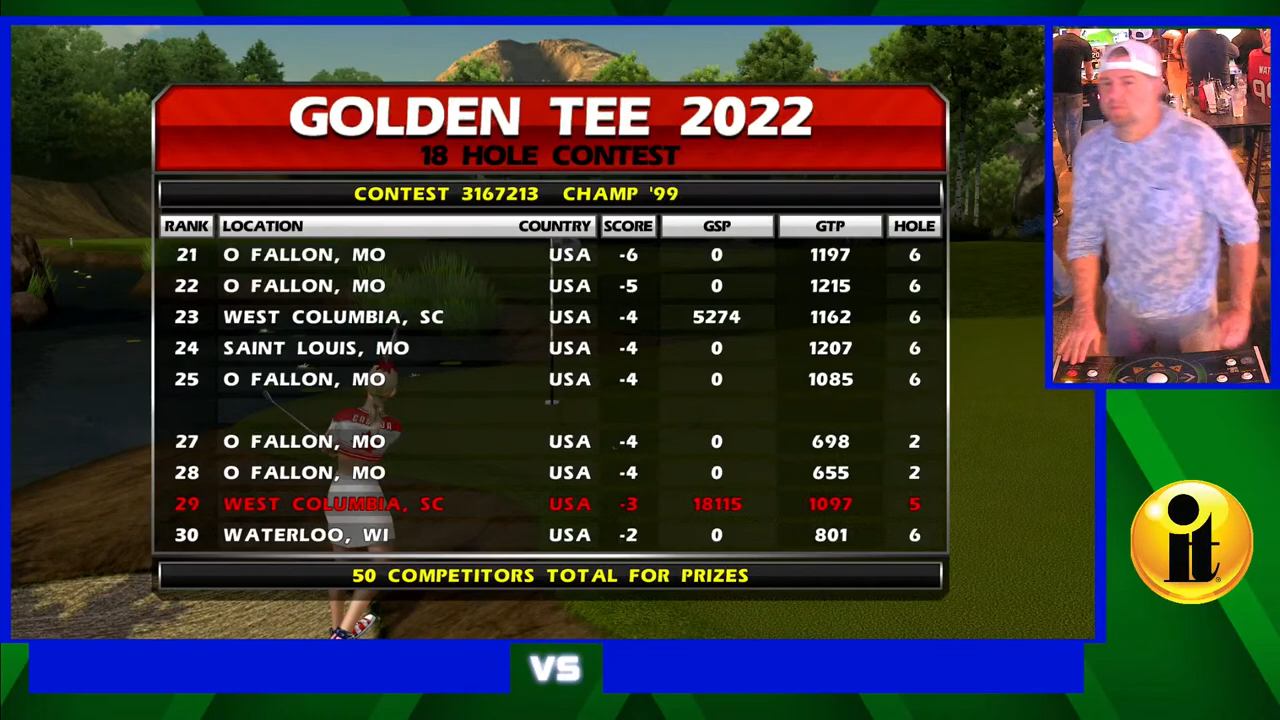 GOLDEN TEE 2022
18 HOLE CONTEST
CONTEST 3167213 CHAMP '99
RANK LOCATION COUNTRY SCORE GSP GTP HOLE
21 O FALLON, MO USA -6 0 1197 6
22 O FALLON, MO USA -5 0 1215 6
23 WEST COLUMBIA, SC USA -4 5274 1162 6
24 SAINT LOUIS, MO USA -4 0 1207 6
25 O FALLON, MO USA -4 0 1085 6
27 O FALLON, MO USA -4 0 698 2
28 O FALLON, MO USA -4 0 655 2
29 WEST COLUMBIA, SC USA -3 18115 1097 5
30 WATERLOO, WI USA -2 0 801 6
50 COMPETITORS TOTAL FOR PRIZES
it
VS